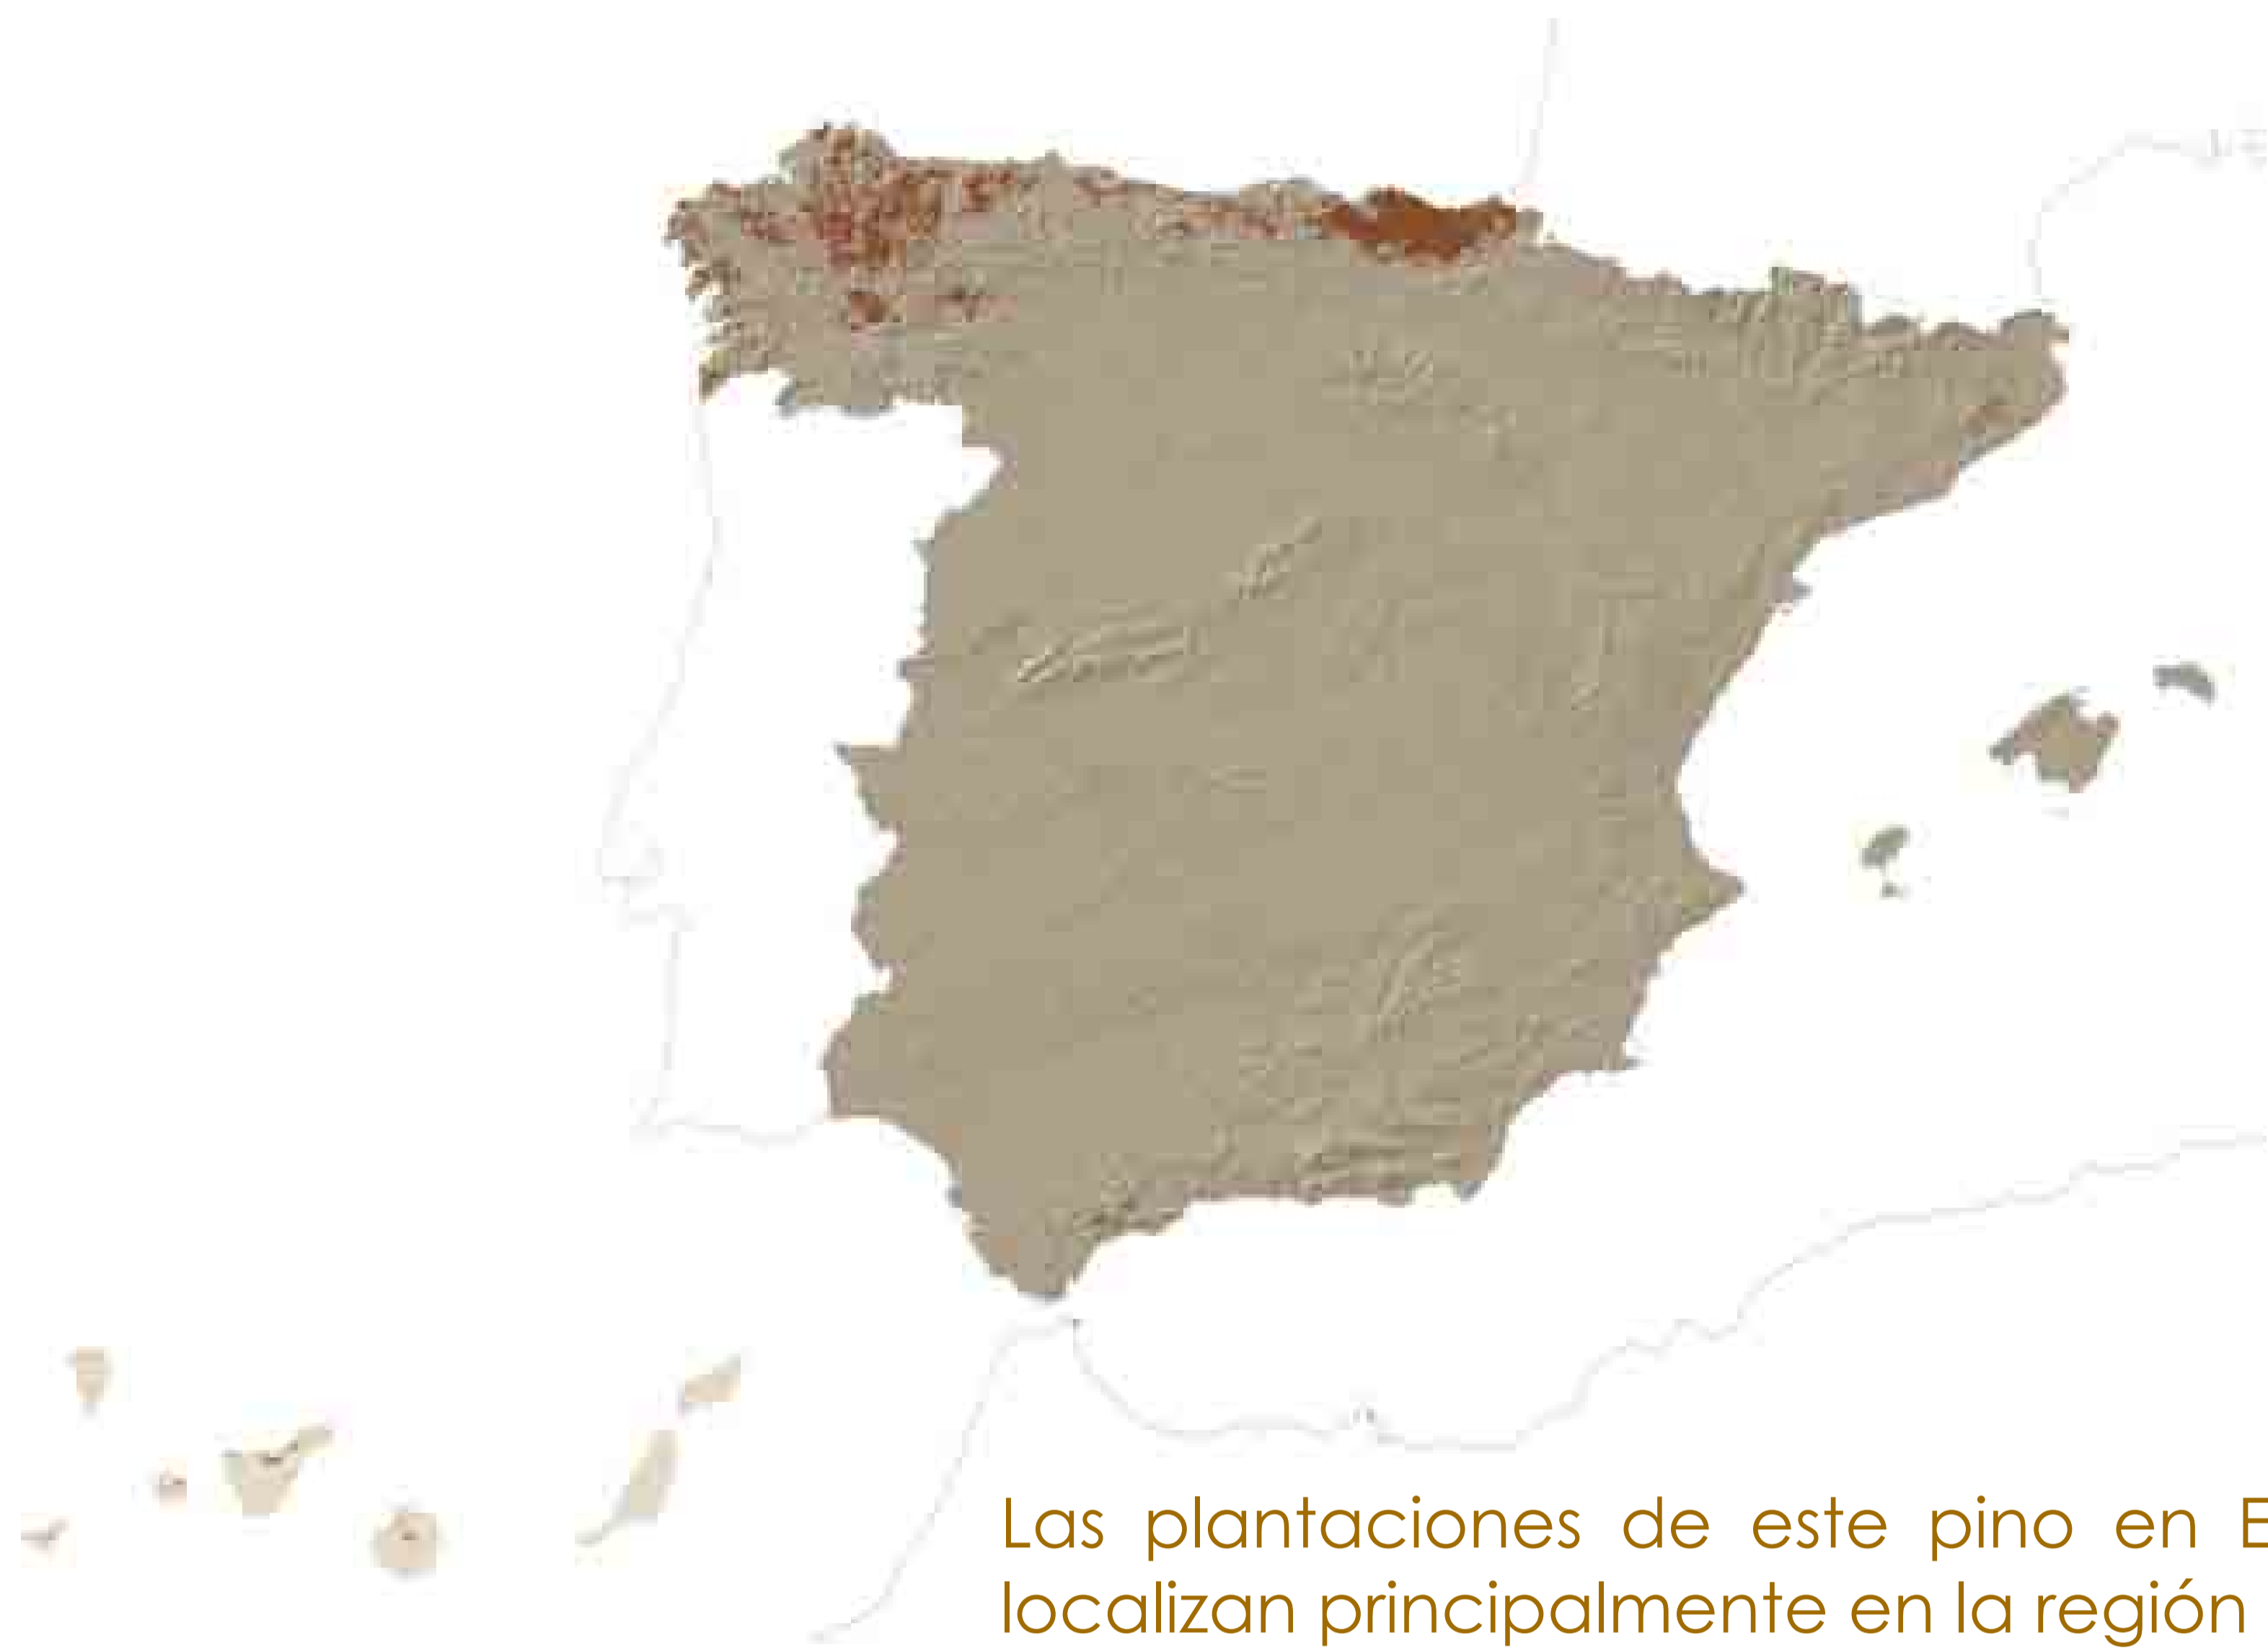 Las plantaciones de este pino en E
localizan principalmente en la región